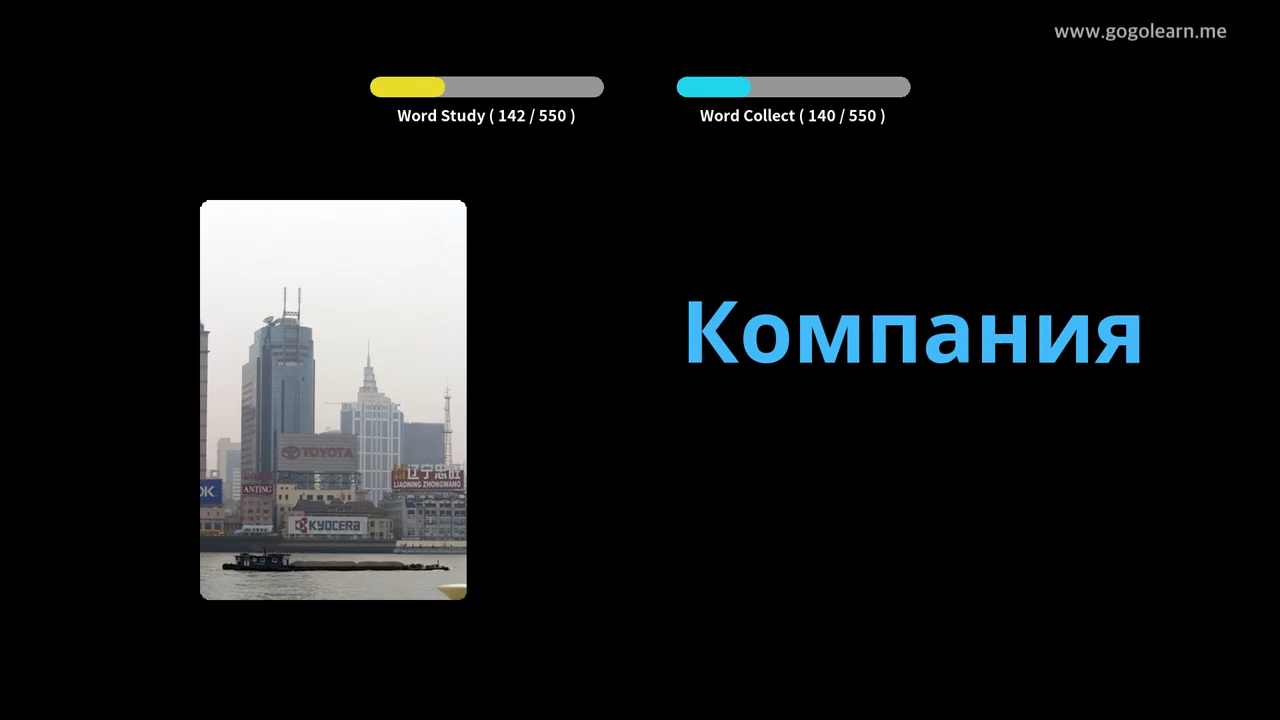 www.gogolearn.me
Word Study ( 142 / 550 )
Word Collect ( 140 / 550 )
Компания
TOYOTA
辽宁忠旺
LIAONING ZHONGWANG
ANTING
KYOCERA